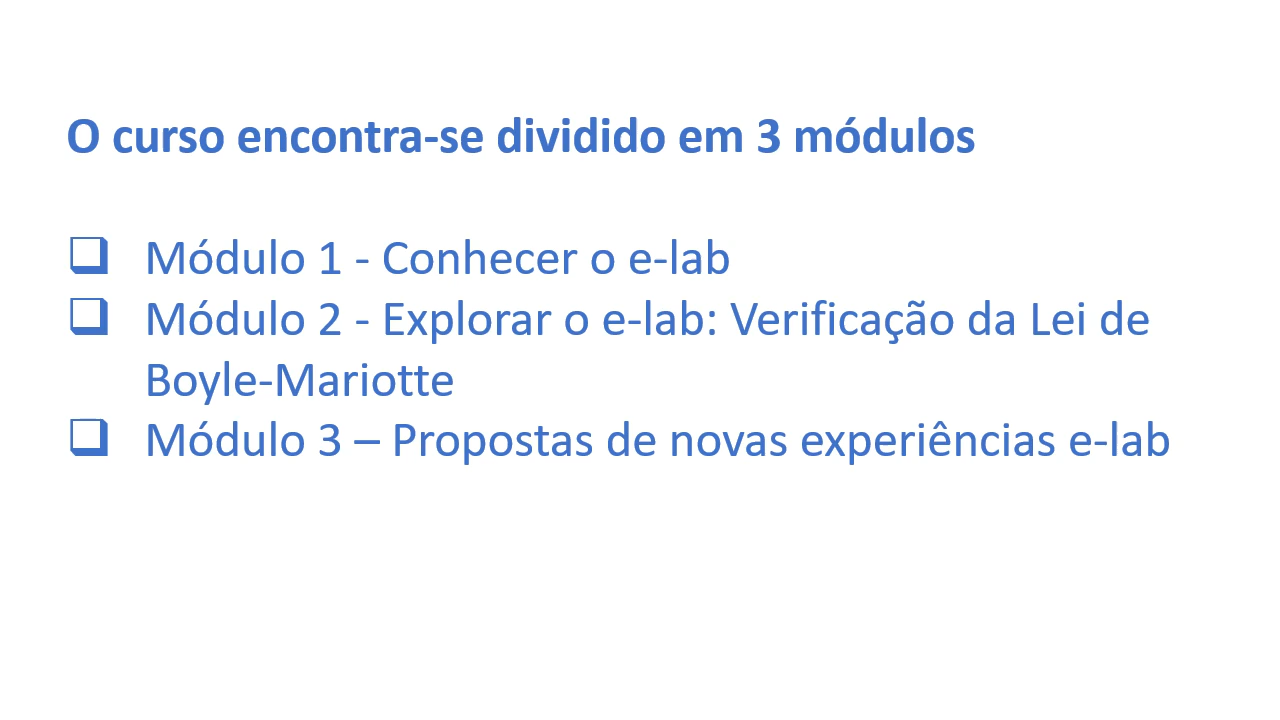 O curso encontra-se dividido em 3 módulos
❑ Módulo 1 - Conhecer o e-lab
❑ Módulo 2 - Explorar o e-lab: Verificação da Lei de
Boyle-Mariotte
❑ Módulo 3 – Propostas de novas experiências e-lab